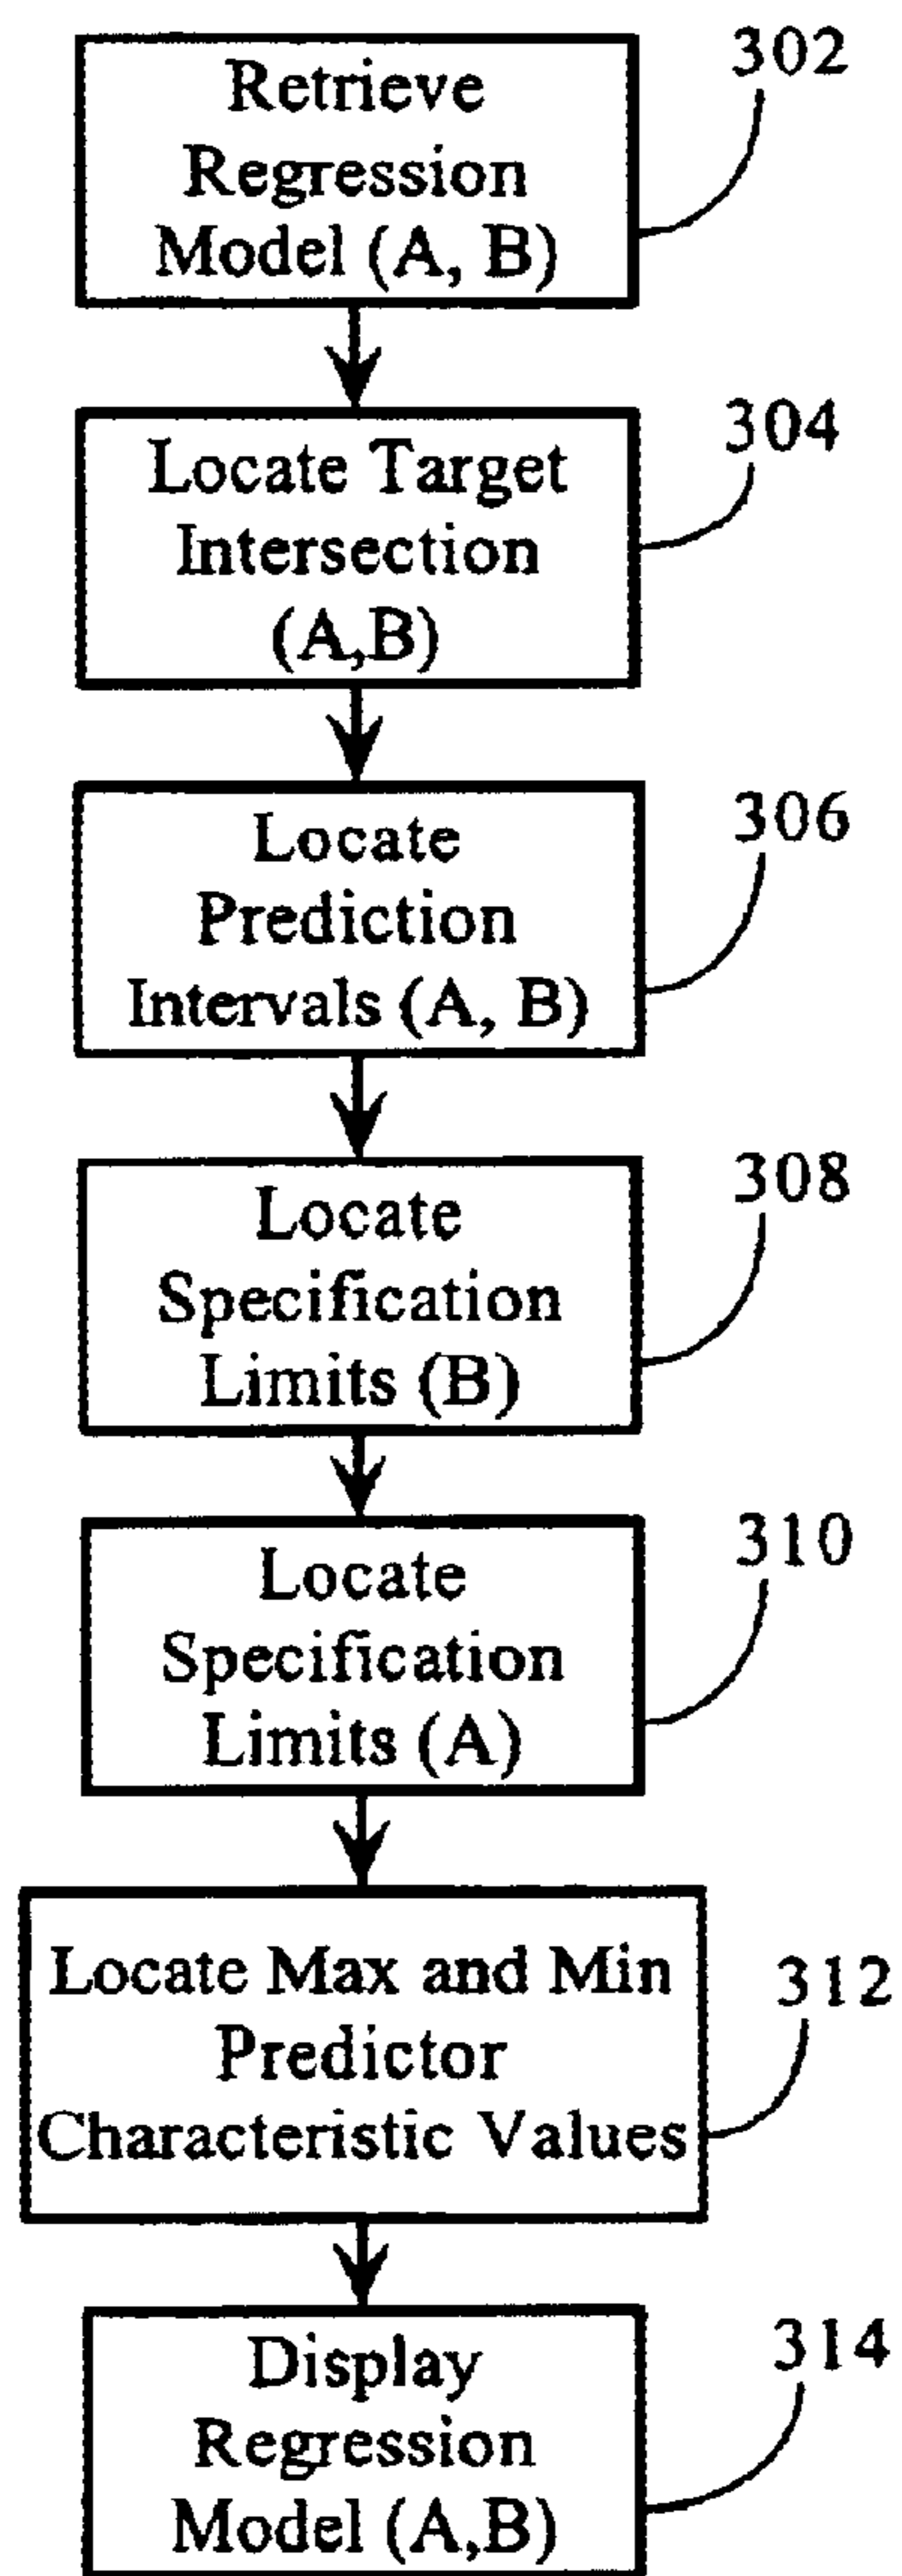 302
Retrieve
Regression
Model (A, B)
304
Locate Target
Intersection
(A,B)
306
Locate
Prediction
Intervals (A, B)
308
Locate
Specification
Limits (B)
310
Locate
Specification
Limits (A)
312
Locate Max and Min
Predictor
Characteristic Values
314
Display
Regression
Model (A,B)